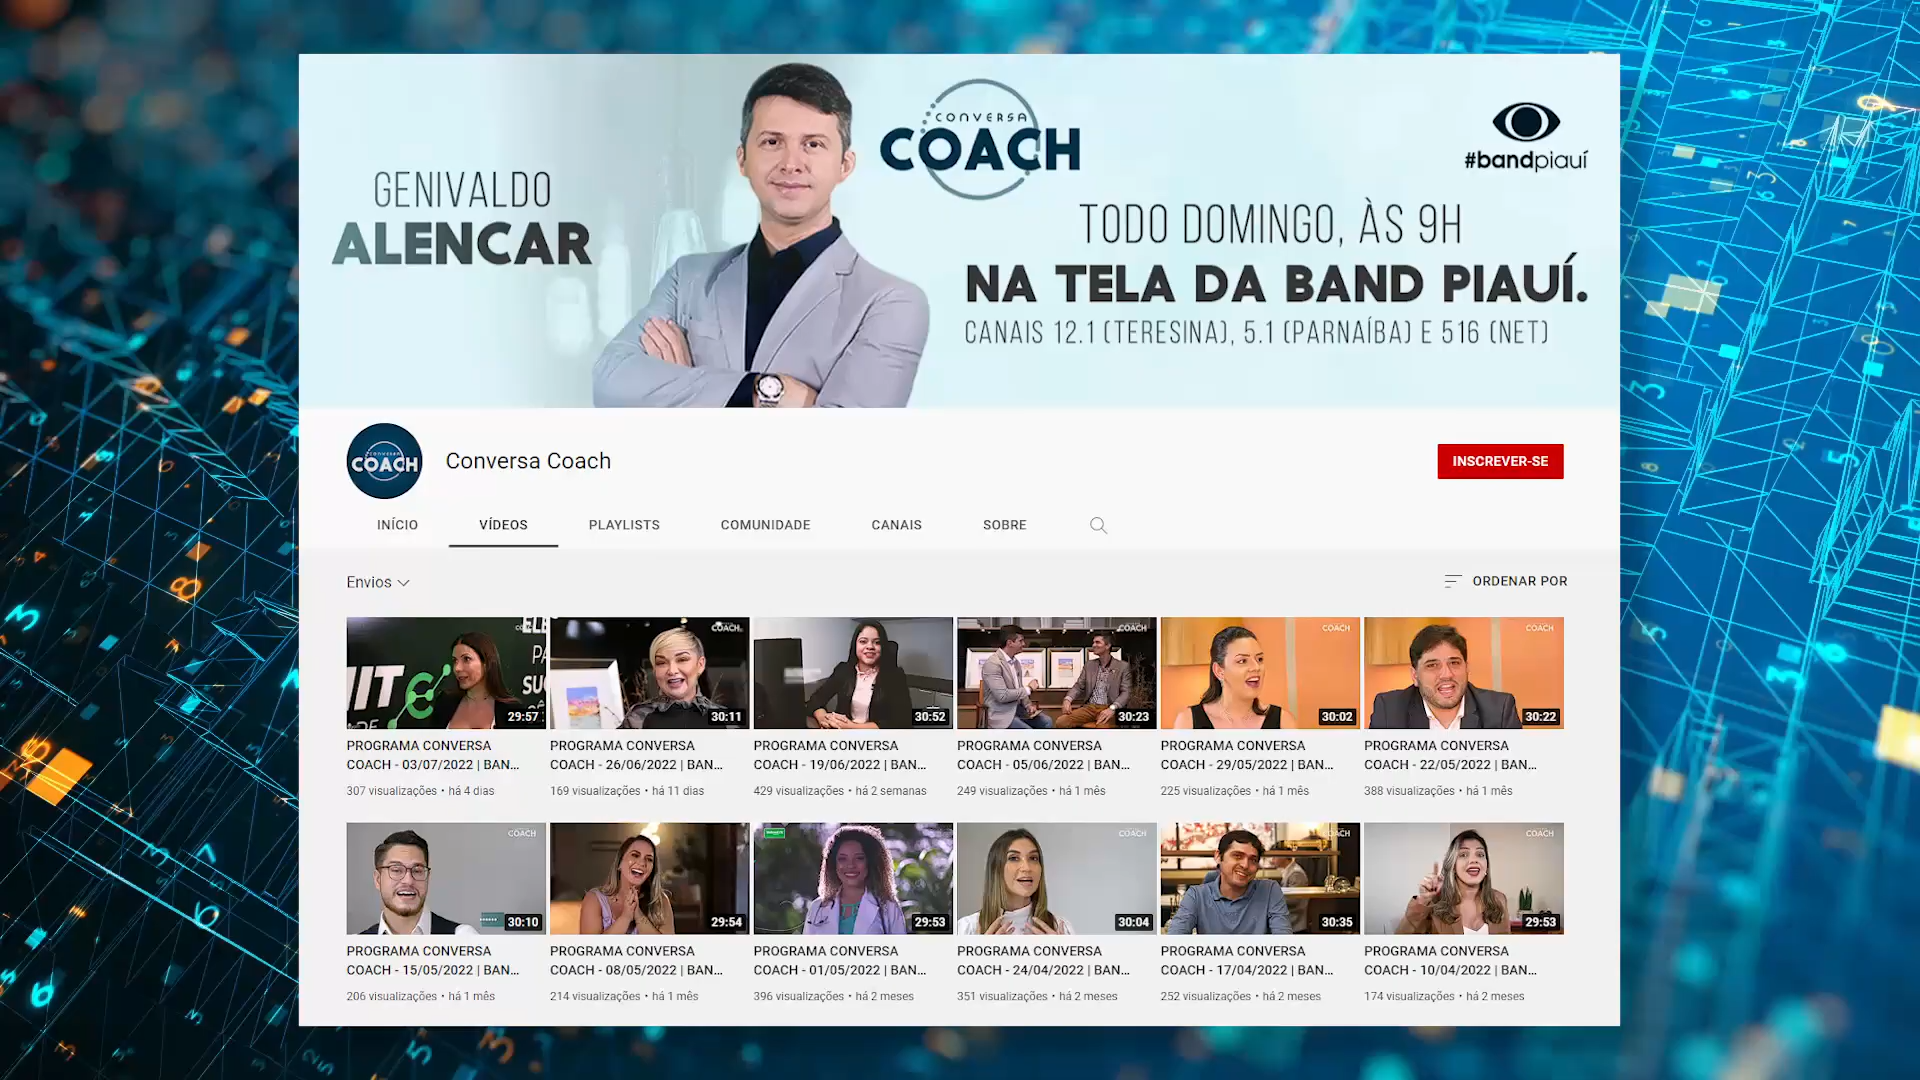 GENIVALDO
ALENCAR
CONVERSA
COACH
#bandpiauí
TODO DOMINGO, ÀS 9H
NA TELA DA BAND PIAUÍ.
CANAIS 12.1 (TERESINA), 5.1 (PARNAÍBA) E 516 (NET)
CONVERSA
COACH
Conversa Coach
INSCREVER-SE
INÍCIO
VÍDEOS
PLAYLISTS
COMUNIDADE
CANAIS
SOBRE
Envios
ORDENAR POR
29:57
COACH
30:11
30:52
COACH
30:23
COACH
30:02
COACH
30:22
PROGRAMA CONVERSA
COACH - 03/07/2022 | BAN...
307 visualizações • há 4 dias
PROGRAMA CONVERSA
COACH - 26/06/2022 | BAN...
169 visualizações • há 11 dias
PROGRAMA CONVERSA
COACH - 19/06/2022 | BAN...
429 visualizações • há 2 semanas
PROGRAMA CONVERSA
COACH - 05/06/2022 | BAN...
249 visualizações • há 1 mês
PROGRAMA CONVERSA
COACH - 29/05/2022 | BAN...
225 visualizações • há 1 mês
PROGRAMA CONVERSA
COACH - 22/05/2022 | BAN...
388 visualizações • há 1 mês
COACH
30:10
29:54
29:53
COACH
30:04
COACH
30:35
COACH
29:53
PROGRAMA CONVERSA
COACH - 15/05/2022 | BAN...
206 visualizações • há 1 mês
PROGRAMA CONVERSA
COACH - 08/05/2022 | BAN...
214 visualizações • há 1 mês
PROGRAMA CONVERSA
COACH - 01/05/2022 | BAN...
396 visualizações • há 2 meses
PROGRAMA CONVERSA
COACH - 24/04/2022 | BAN...
351 visualizações • há 2 meses
PROGRAMA CONVERSA
COACH - 17/04/2022 | BAN...
252 visualizações • há 2 meses
PROGRAMA CONVERSA
COACH - 10/04/2022 | BAN...
174 visualizações • há 2 meses